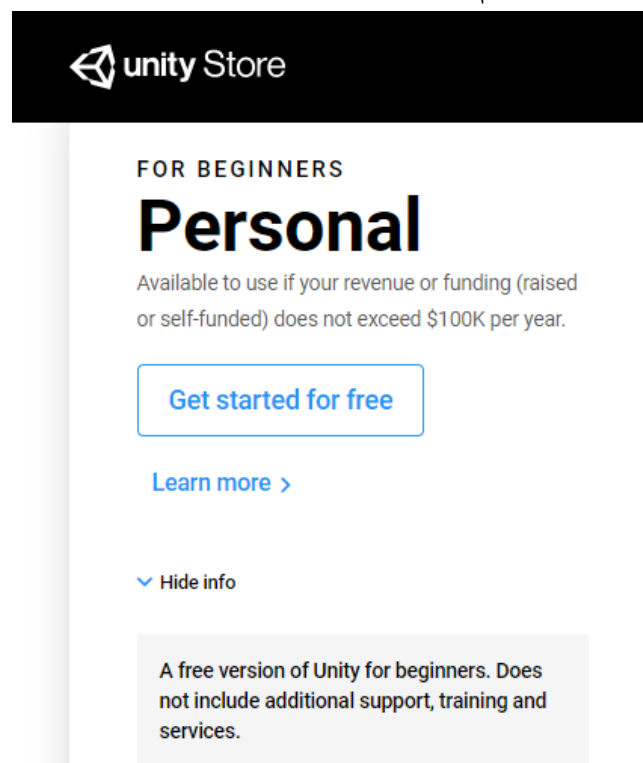 unity Store
FOR BEGINNERS
Personal
Available to use if your revenue or funding (raised
or self-funded) does not exceed $100K per year.
Get started for free
Learn more >
Hide info
A free version of Unity for beginners. Does
not include additional support, training and
services.